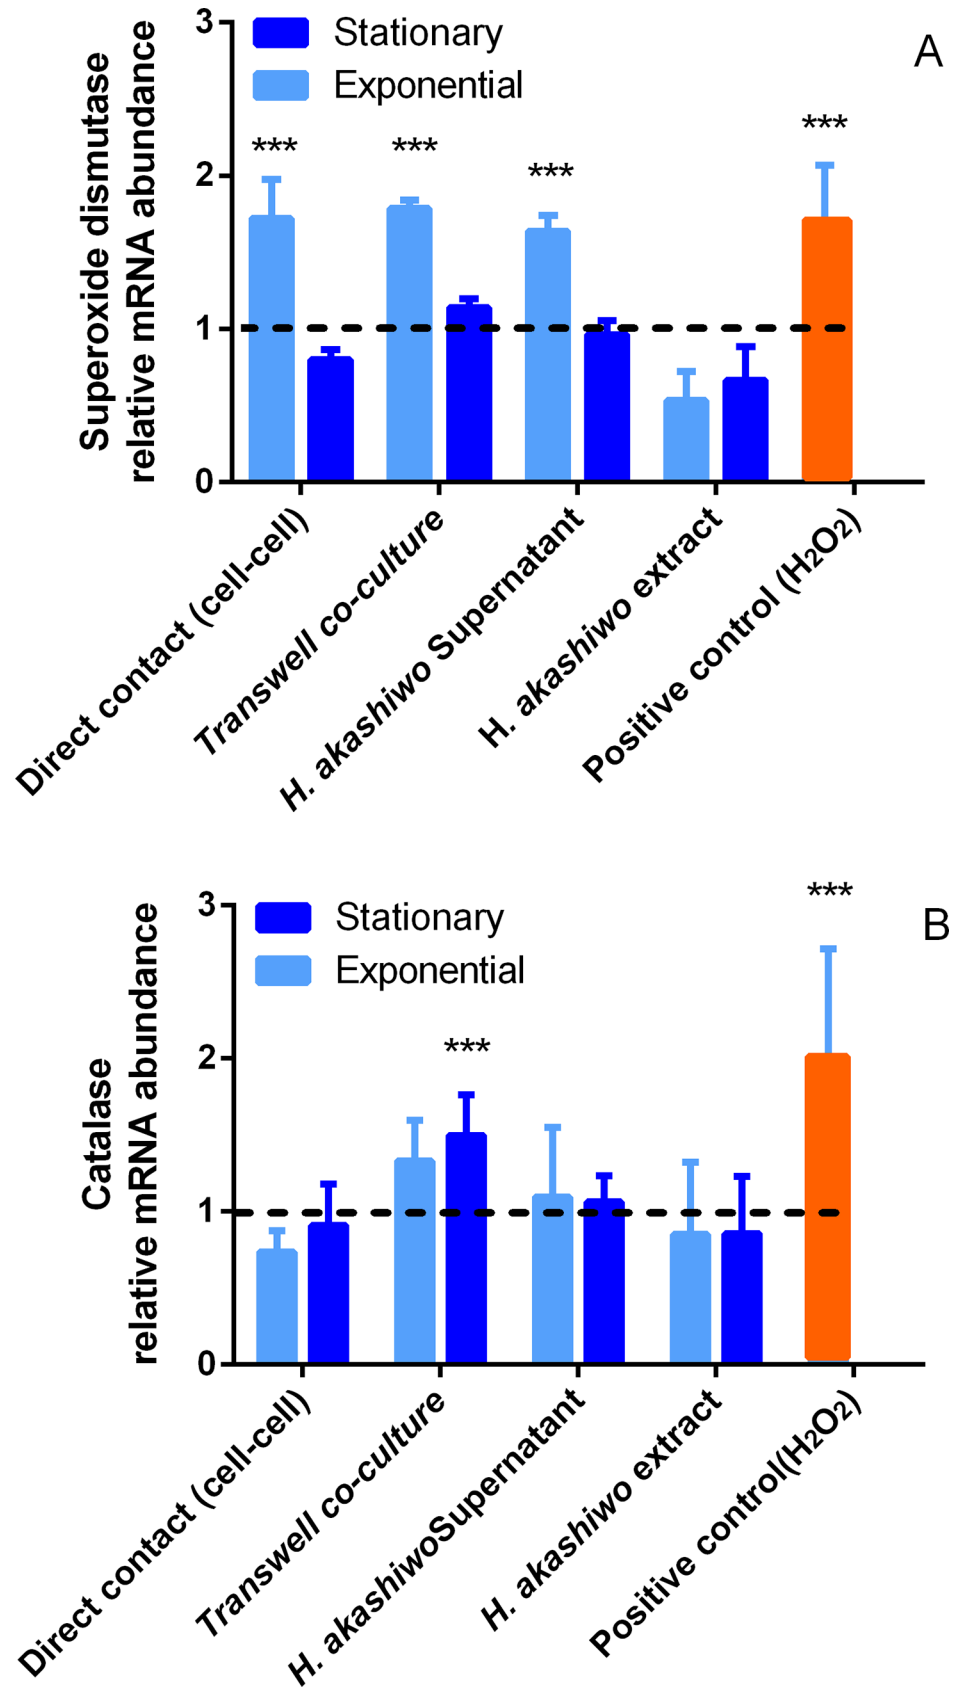 A
Stationary
Exponential
Superoxide dismutase
relative mRNA abundance
3
2
1
0
***
***
***
***
Direct contact (cell-cell)
Transwell co-culture
H. akashiwo Supernatant
H. akashiwo extract
Positive control (H2O2)
B
Stationary
Exponential
Catalase
relative mRNA abundance
3
2
1
0
***
***
Direct contact (cell-cell)
Transwell co-culture
H. akashiwoSupernatant
H. akashiwo extract
Positive control(H2O2)